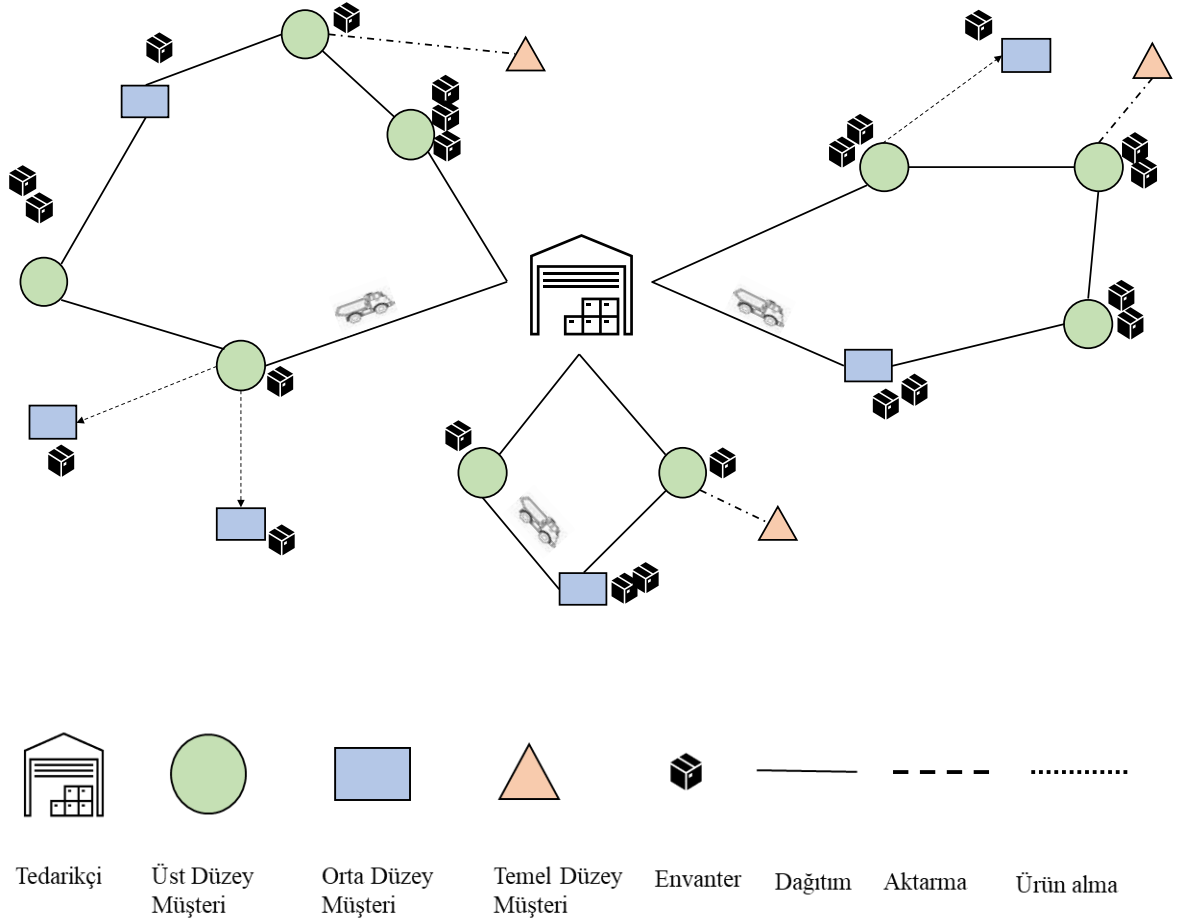 Tedarikçi
Üst Düzey
Müşteri
Orta Düzey
Müşteri
Temel Düzey
Müşteri
Envanter
Dağıtım
Aktarma
Ürün alma